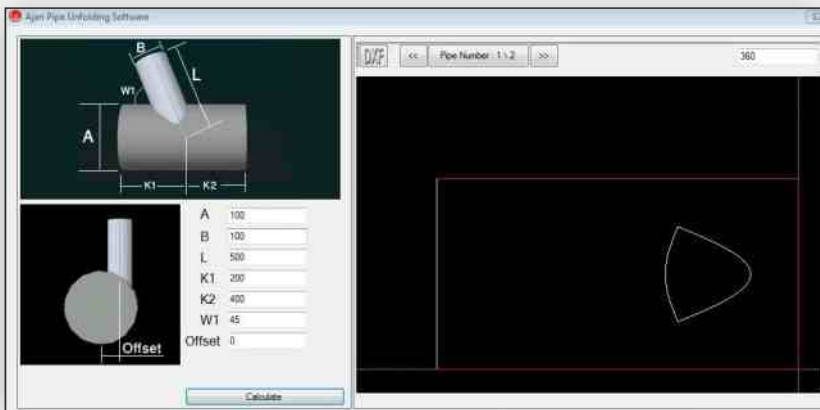 Ajan Pipe Unfolding Software
DXF << Pipe Number : 1 \ 2 >> 360
B
L
W1
A
K1 K2
A 100
B 100
L 500
K1 200
K2 400
W1 45
Offset 0
Offset
Calculate